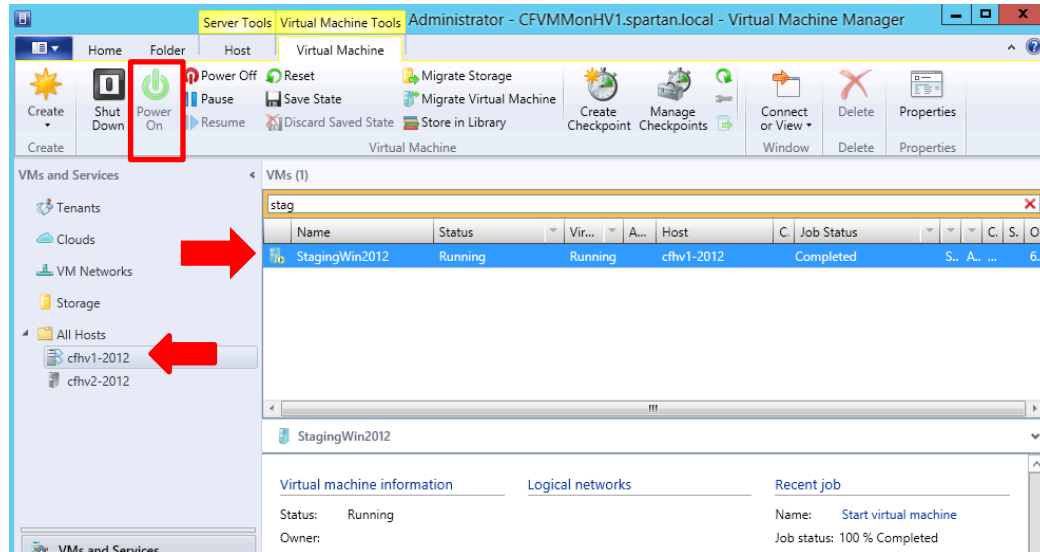 Server Tools Virtual Machine Tools Administrator - CFVMMonHV1.spartan.local - Virtual Machine Manager
Home Folder Host Virtual Machine
Create
Shut Down
Power On
Power Off
Pause
Resume
Reset
Save State
Discard Saved State
Migrate Storage
Migrate Virtual Machine
Store in Library
Create Checkpoint
Manage Checkpoints
Connect or View
Delete
Properties
Create Virtual Machine Window Delete Properties
VMs and Services
Tenants
Clouds
VM Networks
Storage
All Hosts
cfhv1-2012
cfhv2-2012
VMs and Services
VMs (1)
stag
Name Status Vir... A... Host C. Job Status C. S. O
StagingWin2012 Running Running cfhv1-2012 Completed S.. A.. ... 6.
StagingWin2012
Virtual machine information Logical networks Recent job
Status: Running Name: Start virtual machine
Owner: Job status: 100 % Completed